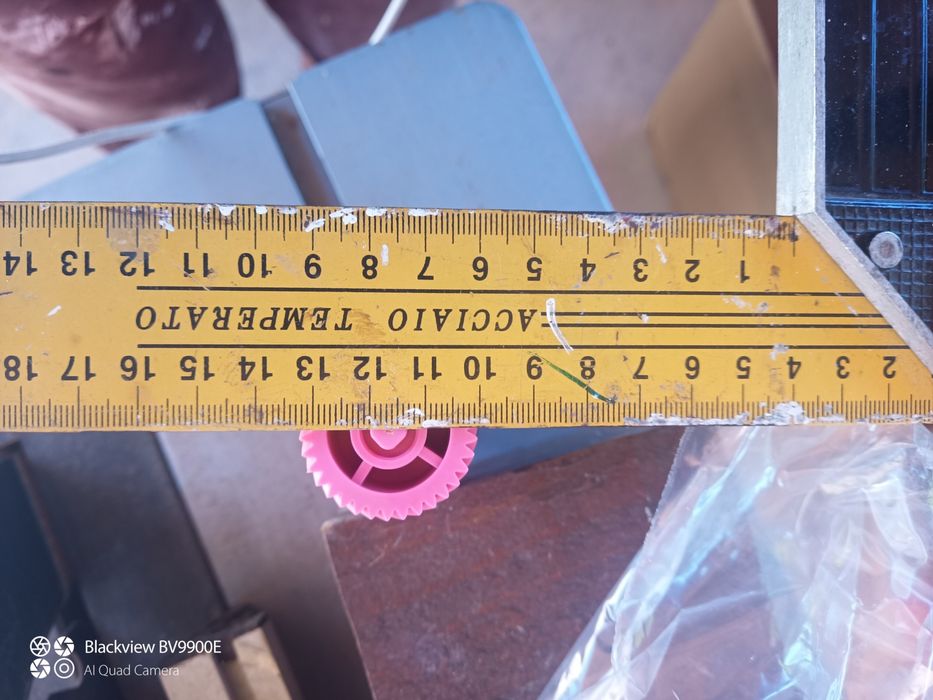 1 2 3 4 5 6 7 8 9 10 11 12 13 14
ACCIAIO TEMPERATO
2 3 4 5 6 7 8 9 10 11 12 13 14 15 16 17 18
Blackview BV9900E
AI Quad Camera